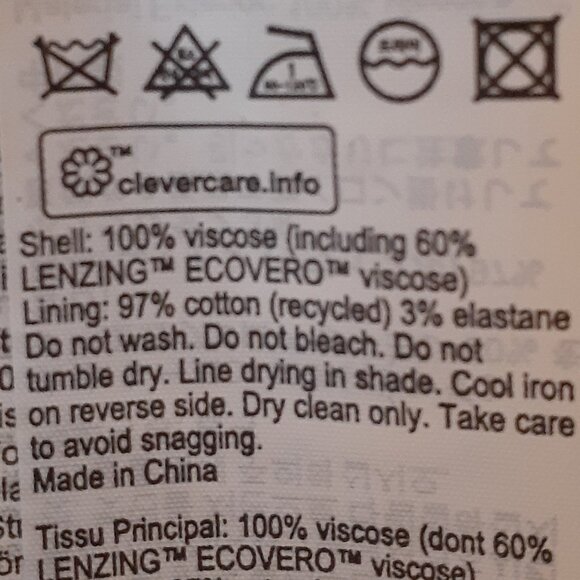 clevercare.info
Shell: 100% viscose (including 60%
LENZING™ ECOVERO™ viscose)
Lining: 97% cotton (recycled) 3% elastane
Do not wash. Do not bleach. Do not
tumble dry. Line drying in shade. Cool iron
on reverse side. Dry clean only. Take care
to avoid snagging.
Made in China
Tissu Principal: 100% viscose (dont 60%
LENZING™ ECOVERO™ viscose)